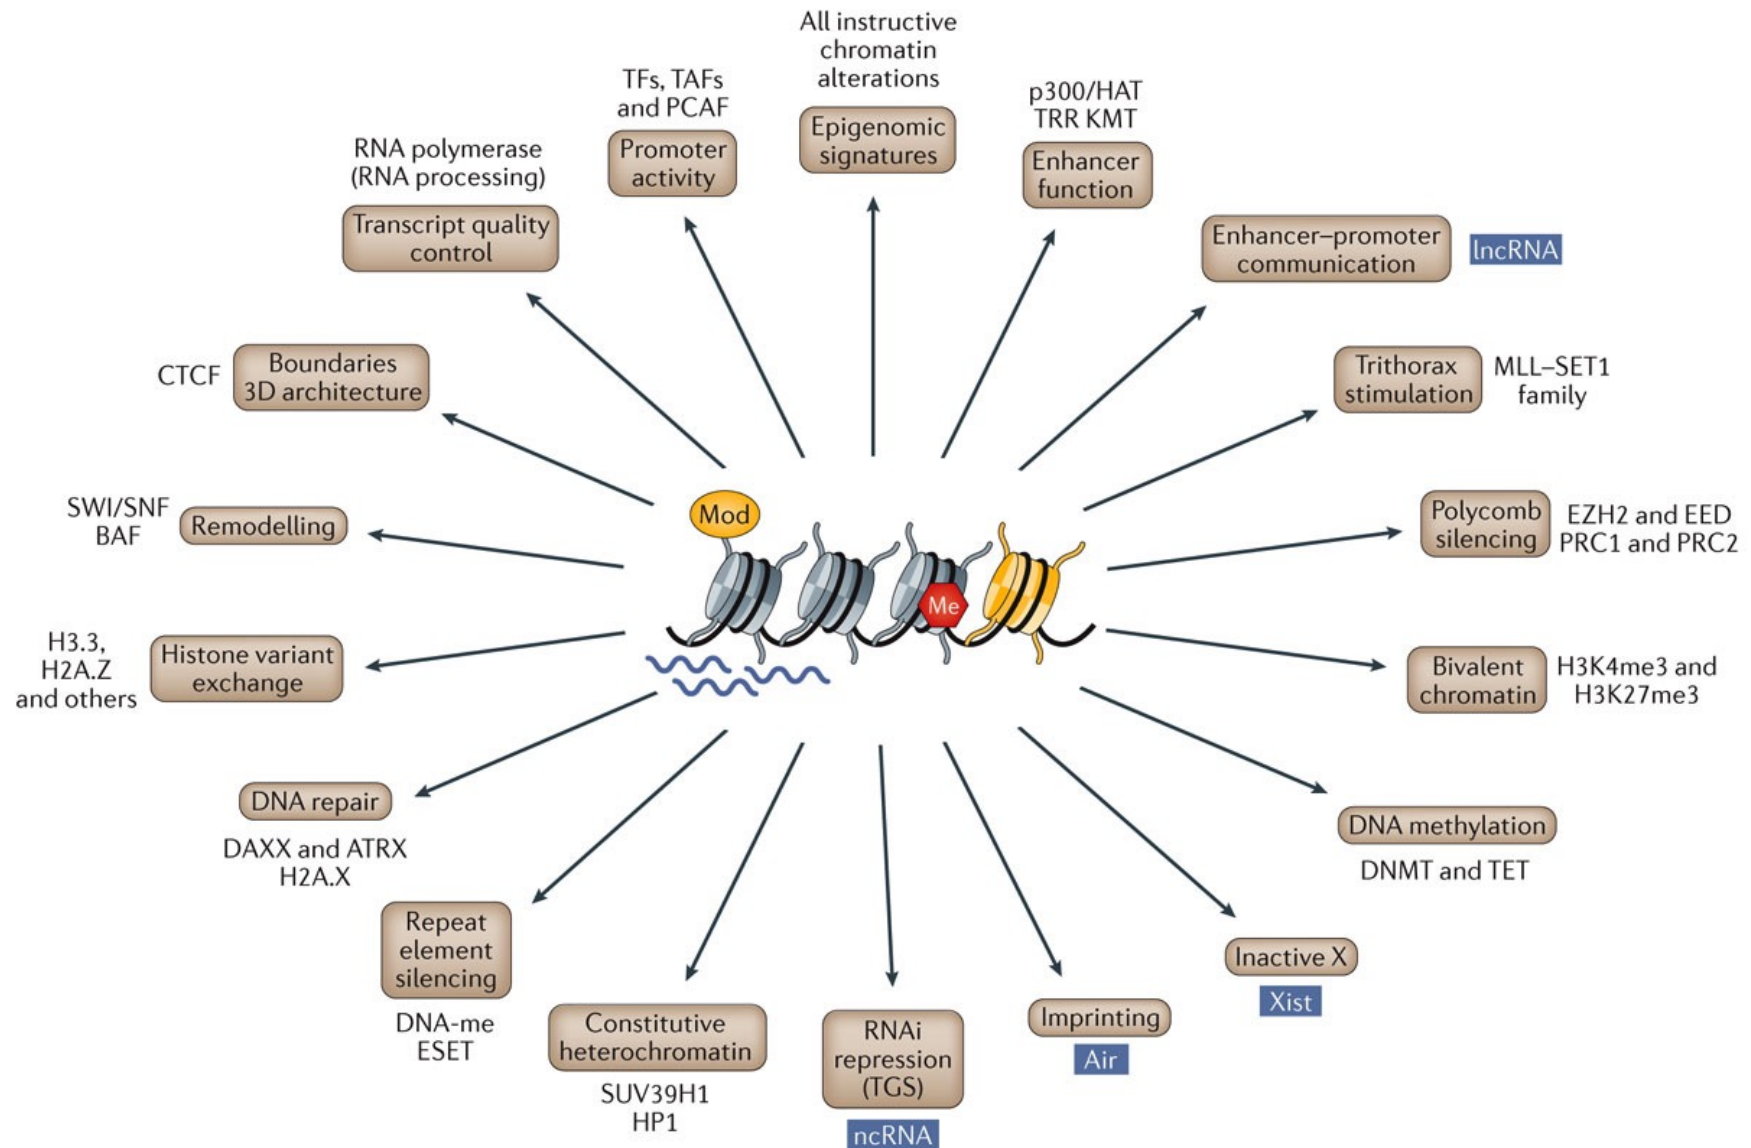 All instructive
chromatin
alterations
Epigenomic
signatures
p300/HAT
TRR KMT
Enhancer
function
Enhancer–promoter
communication
lncRNA
Trithorax
stimulation
MLL–SET1
family
Polycomb
silencing
EZH2 and EED
PRC1 and PRC2
Bivalent
chromatin
H3K4me3 and
H3K27me3
DNA methylation
DNMT and TET
Inactive X
Xist
Imprinting
Air
RNAi
repression
(TGS)
ncRNA
Constitutive
heterochromatin
SUV39H1
HP1
Repeat
element
silencing
DNA-me
ESET
DNA repair
DAXX and ATRX
H2A.X
H3.3,
H2A.Z
and others
Histone variant
exchange
SWI/SNF
BAF
Remodelling
CTCF
Boundaries
3D architecture
RNA polymerase
(RNA processing)
Transcript quality
control
TFs, TAFs
and PCAF
Promoter
activity
Mod
Me